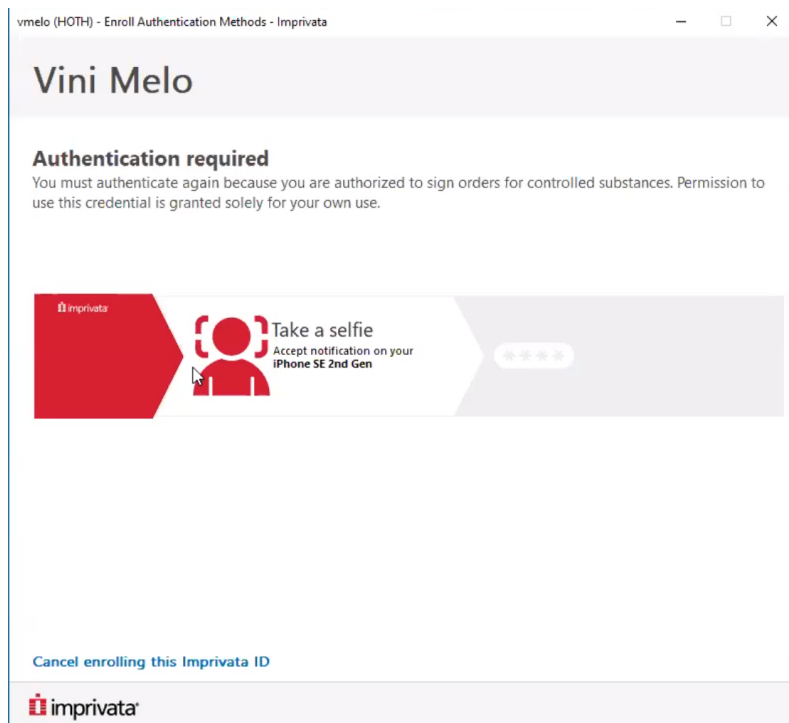 vmelo (HOTH) - Enroll Authentication Methods - Imprivata
Vini Melo
Authentication required
You must authenticate again because you are authorized to sign orders for controlled substances. Permission to
use this credential is granted solely for your own use.
imprivata
Take a selfie
Accept notification on your
iPhone SE 2nd Gen
****
Cancel enrolling this Imprivata ID
imprivata®